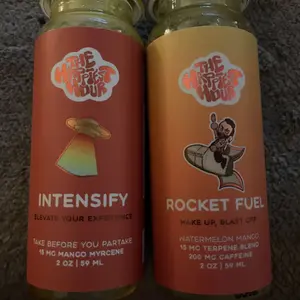 THE
HAPPIEST
HOUR
INTENSIFY
ELEVATE YOUR EXPERIENCE
TAKE BEFORE YOU PARTAKE
15 MG MANGO MYRCENE
2 OZ | 59 ML
THE
HAPPIEST
HOUR
ROCKET FUEL
WAKE UP, BLAST OFF
WATERMELON MANGO
15 MG TERPENE BLEND
200 MG CAFFEINE
2 OZ | 59 ML